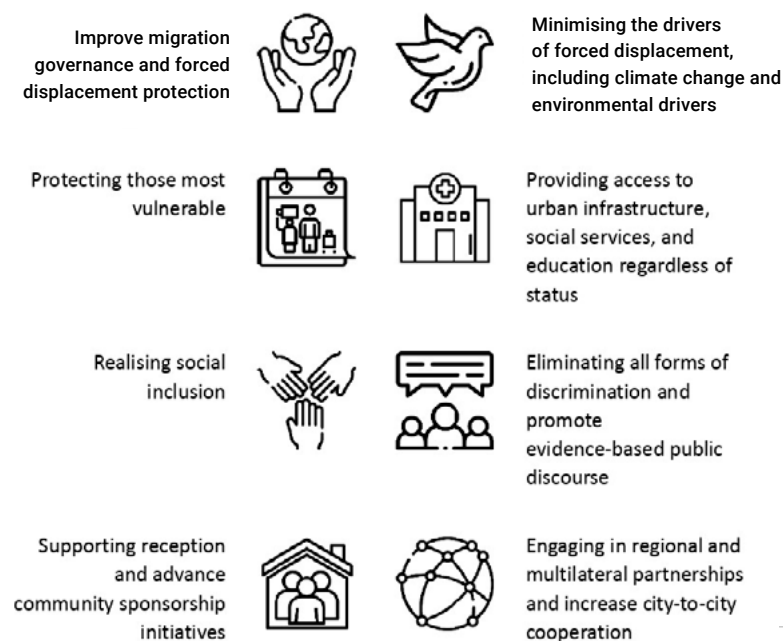 Improve migration
governance and forced
displacement protection
Minimising the drivers
of forced displacement,
including climate change and
environmental drivers
Protecting those most
vulnerable
Providing access to
urban infrastructure,
social services, and
education regardless of
status
Realising social
inclusion
Eliminating all forms of
discrimination and
promote
evidence-based public
discourse
Supporting reception
and advance
community sponsorship
initiatives
Engaging in regional and
multilateral partnerships
and increase city-to-city
cooperation